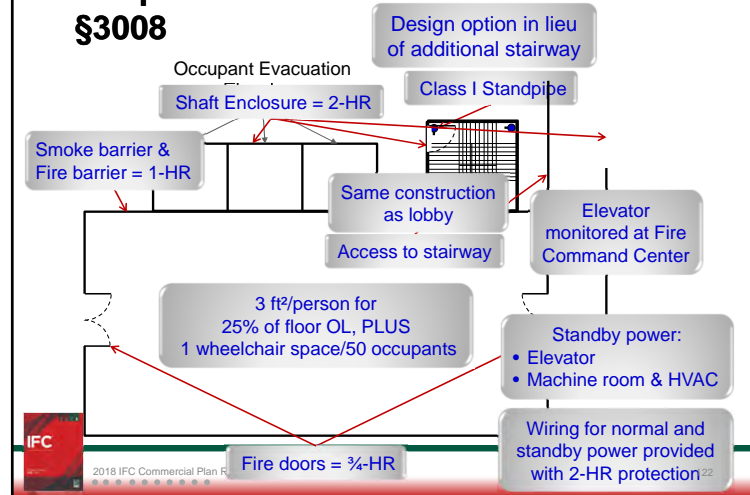 §3008
Design option in lieu
of additional stairway
Occupant Evacuation
Class I Standpipe
Shaft Enclosure = 2-HR
Smoke barrier &
Fire barrier = 1-HR
Same construction
as lobby
Access to stairway
Elevator
monitored at Fire
Command Center
3 ft²/person for
25% of floor OL, PLUS
1 wheelchair space/50 occupants
Standby power:
• Elevator
• Machine room & HVAC
Wiring for normal and
standby power provided
with 2-HR protection
Fire doors = ¾-HR
IFC
2018 IFC Commercial Plan R
122